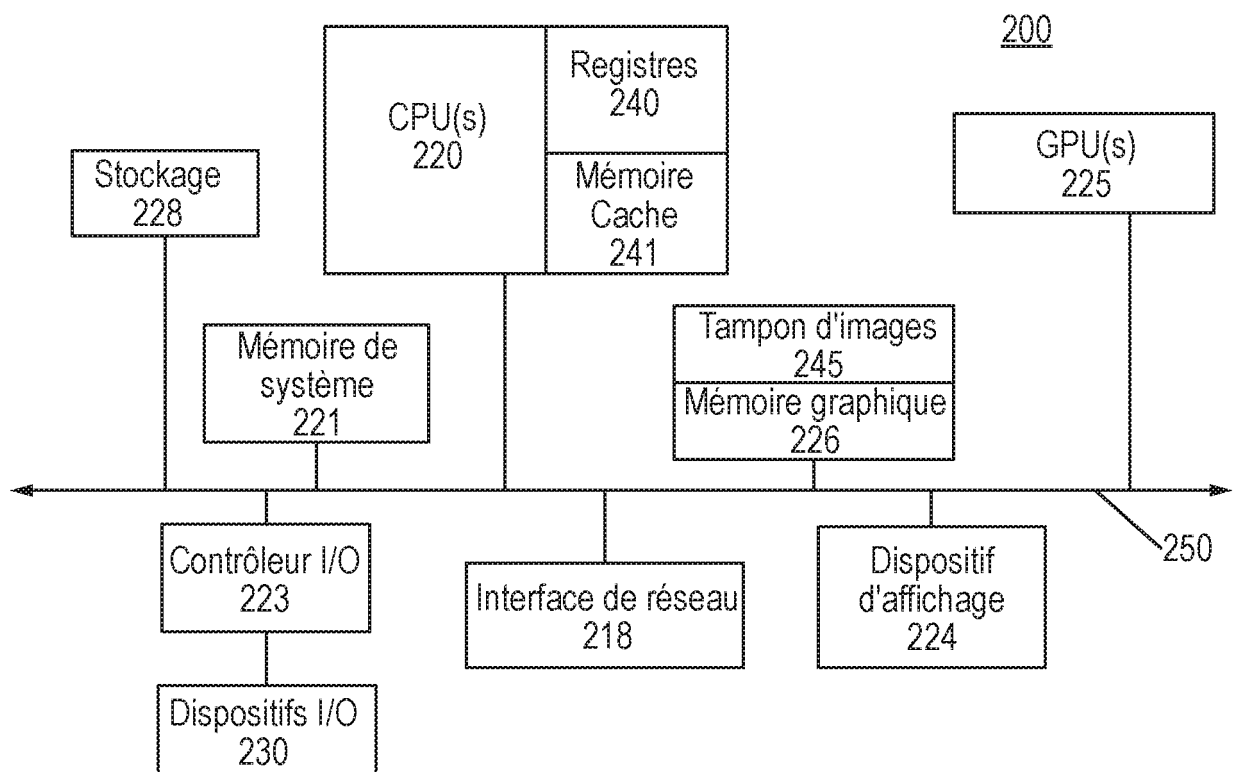 200
CPU(s)
220
Registres
240
Mémoire
Cache
241
GPU(s)
225
Stockage
228
Mémoire de
système
221
Tampon d'images
245
Mémoire graphique
226
250
Contrôleur I/O
223
Interface de réseau
218
Dispositif
d'affichage
224
Dispositifs I/O
230